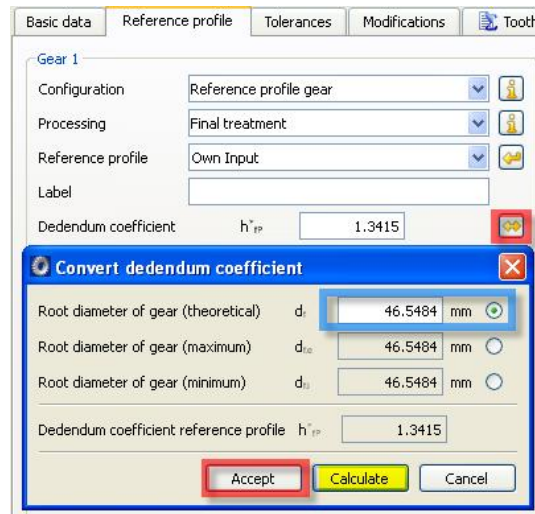 Basic data Reference profile Tolerances Modifications Tooth
Gear 1
Configuration Reference profile gear
Processing Final treatment
Reference profile Own Input
Label
Dedendum coefficient h*fP 1.3415
Convert dedendum coefficient
Root diameter of gear (theoretical) df 46.5484 mm
Root diameter of gear (maximum) dfe 46.5484 mm
Root diameter of gear (minimum) dfi 46.5484 mm
Dedendum coefficient reference profile h*fP 1.3415
Accept Calculate Cancel